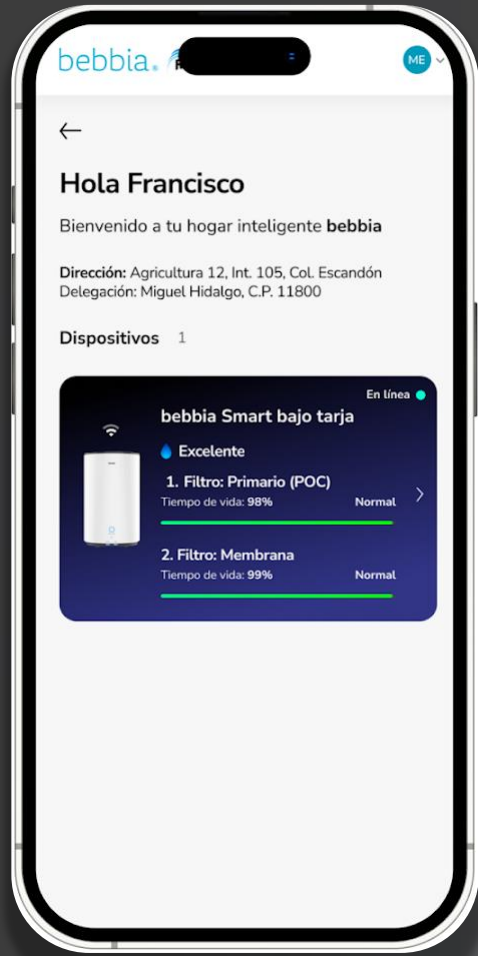 bebbia.
ME
Hola Francisco
Bienvenido a tu hogar inteligente bebbia
Dirección: Agricultura 12, Int. 105, Col. Escandón
Delegación: Miguel Hidalgo, C.P. 11800
Dispositivos 1
En línea
bebbia Smart bajo tarja
Excelente
1. Filtro: Primario (POC)
Tiempo de vida: 98% Normal
2. Filtro: Membrana
Tiempo de vida: 99% Normal